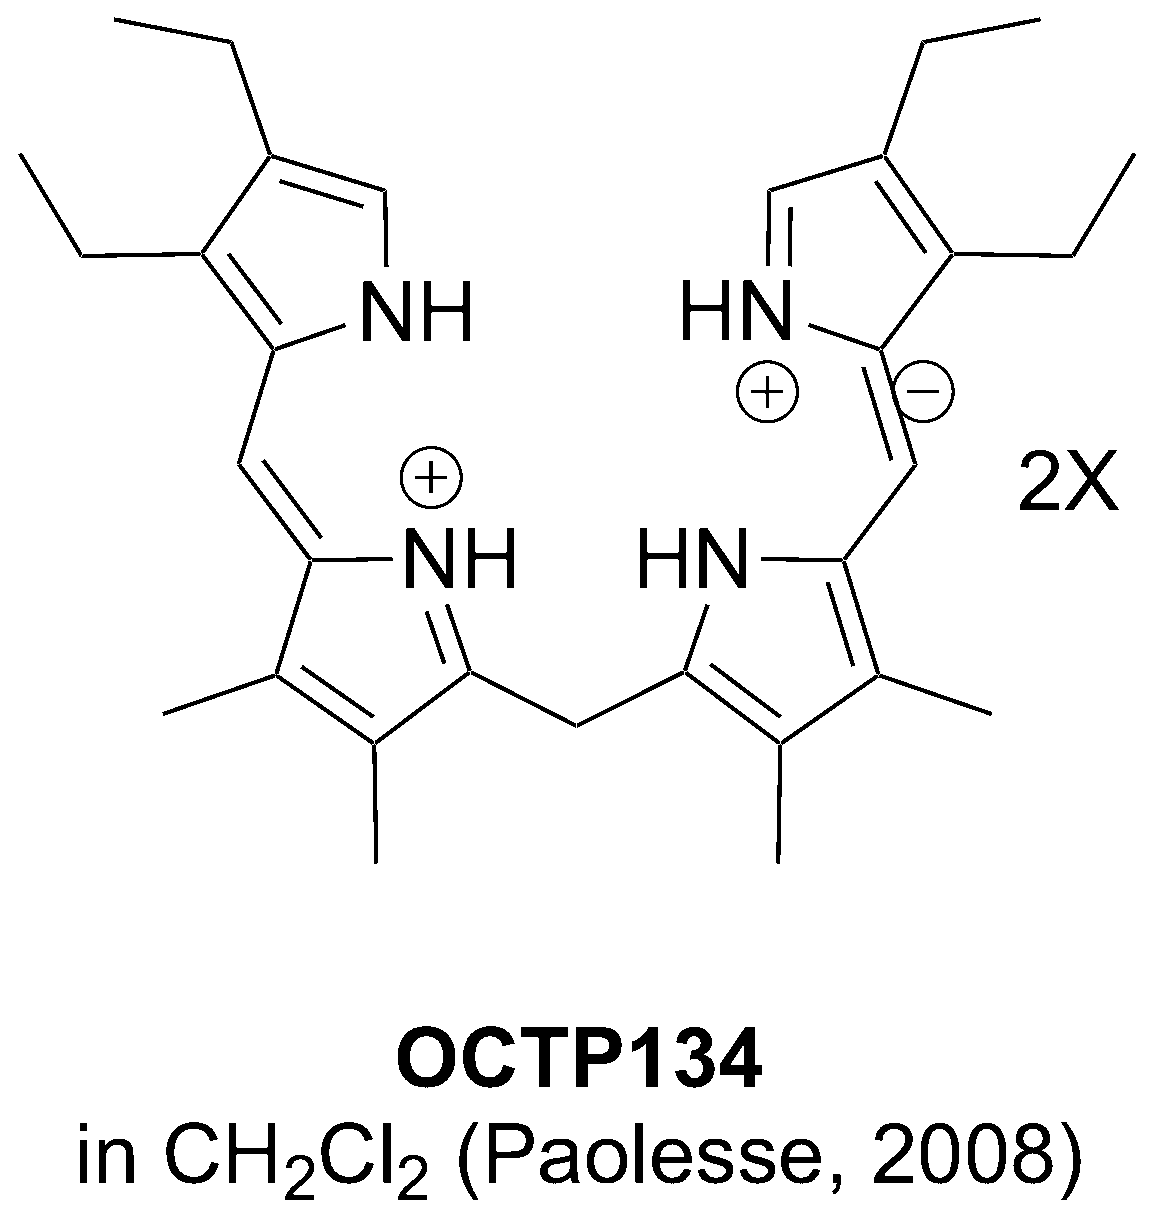 NH HN
+ −
+ 2X
NH HN
OCTP134
in CH₂Cl₂ (Paolesse, 2008)